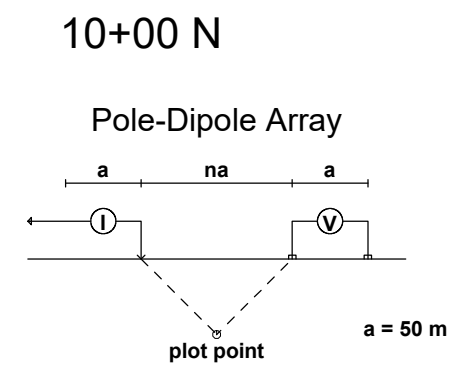 10+00 N
Pole-Dipole Array
a na a
I V
a = 50 m
plot point